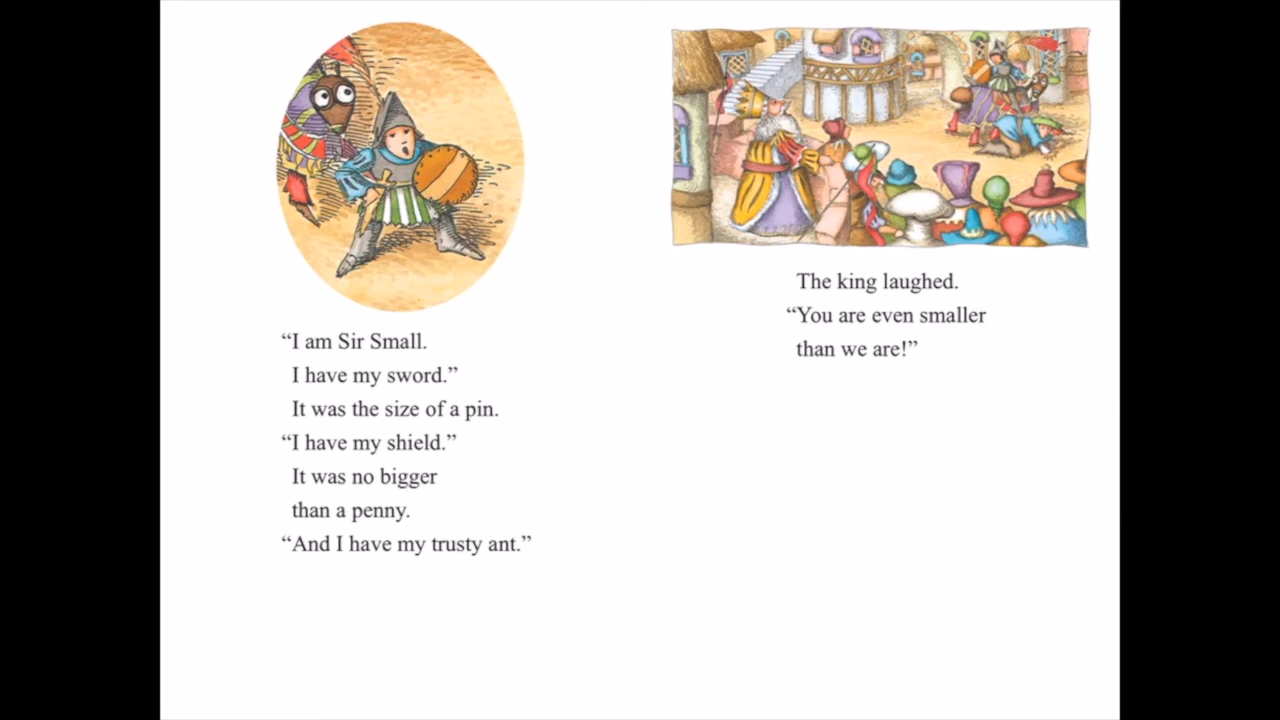 “I am Sir Small.
I have my sword.”
It was the size of a pin.
“I have my shield.”
It was no bigger
than a penny.
“And I have my trusty ant.”
The king laughed.
“You are even smaller
than we are!”